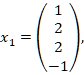 x₁ = (1
2
2
−1),